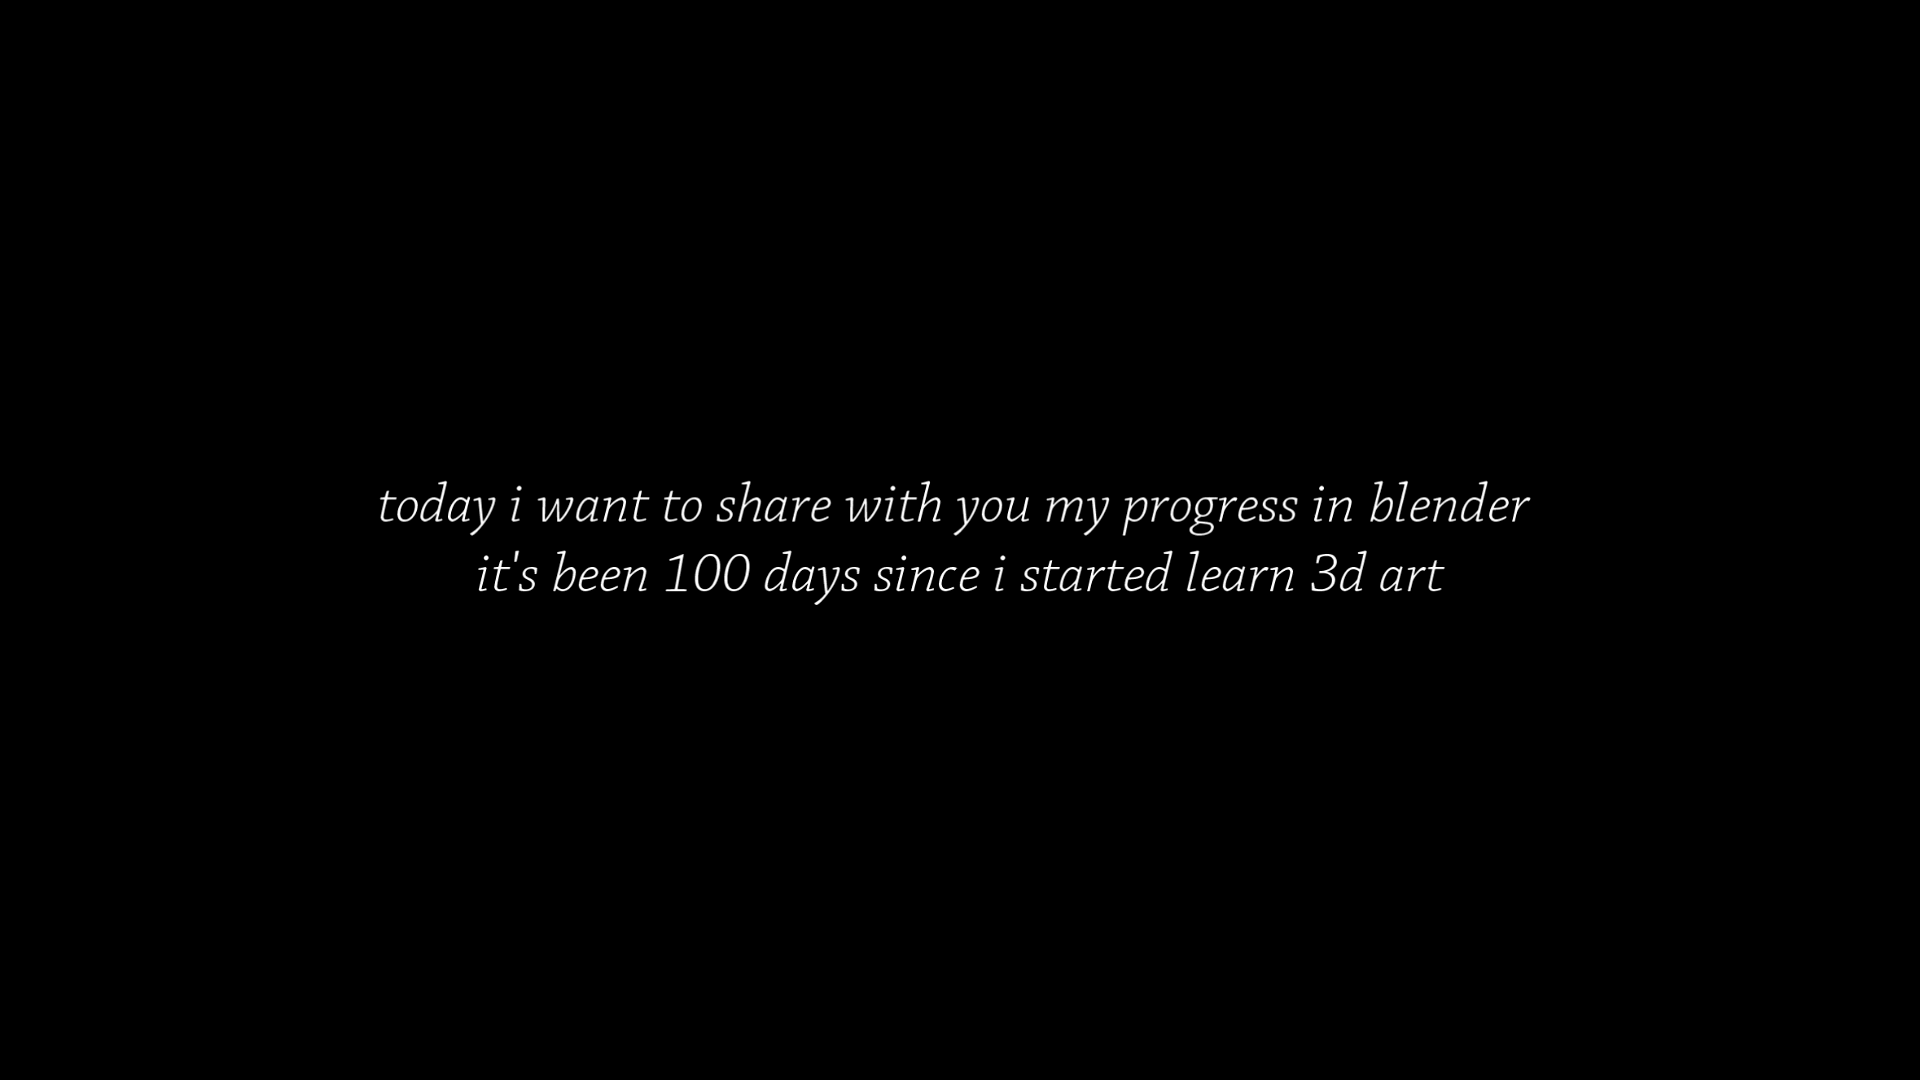 today i want to share with you my progress in blender
it's been 100 days since i started learn 3d art